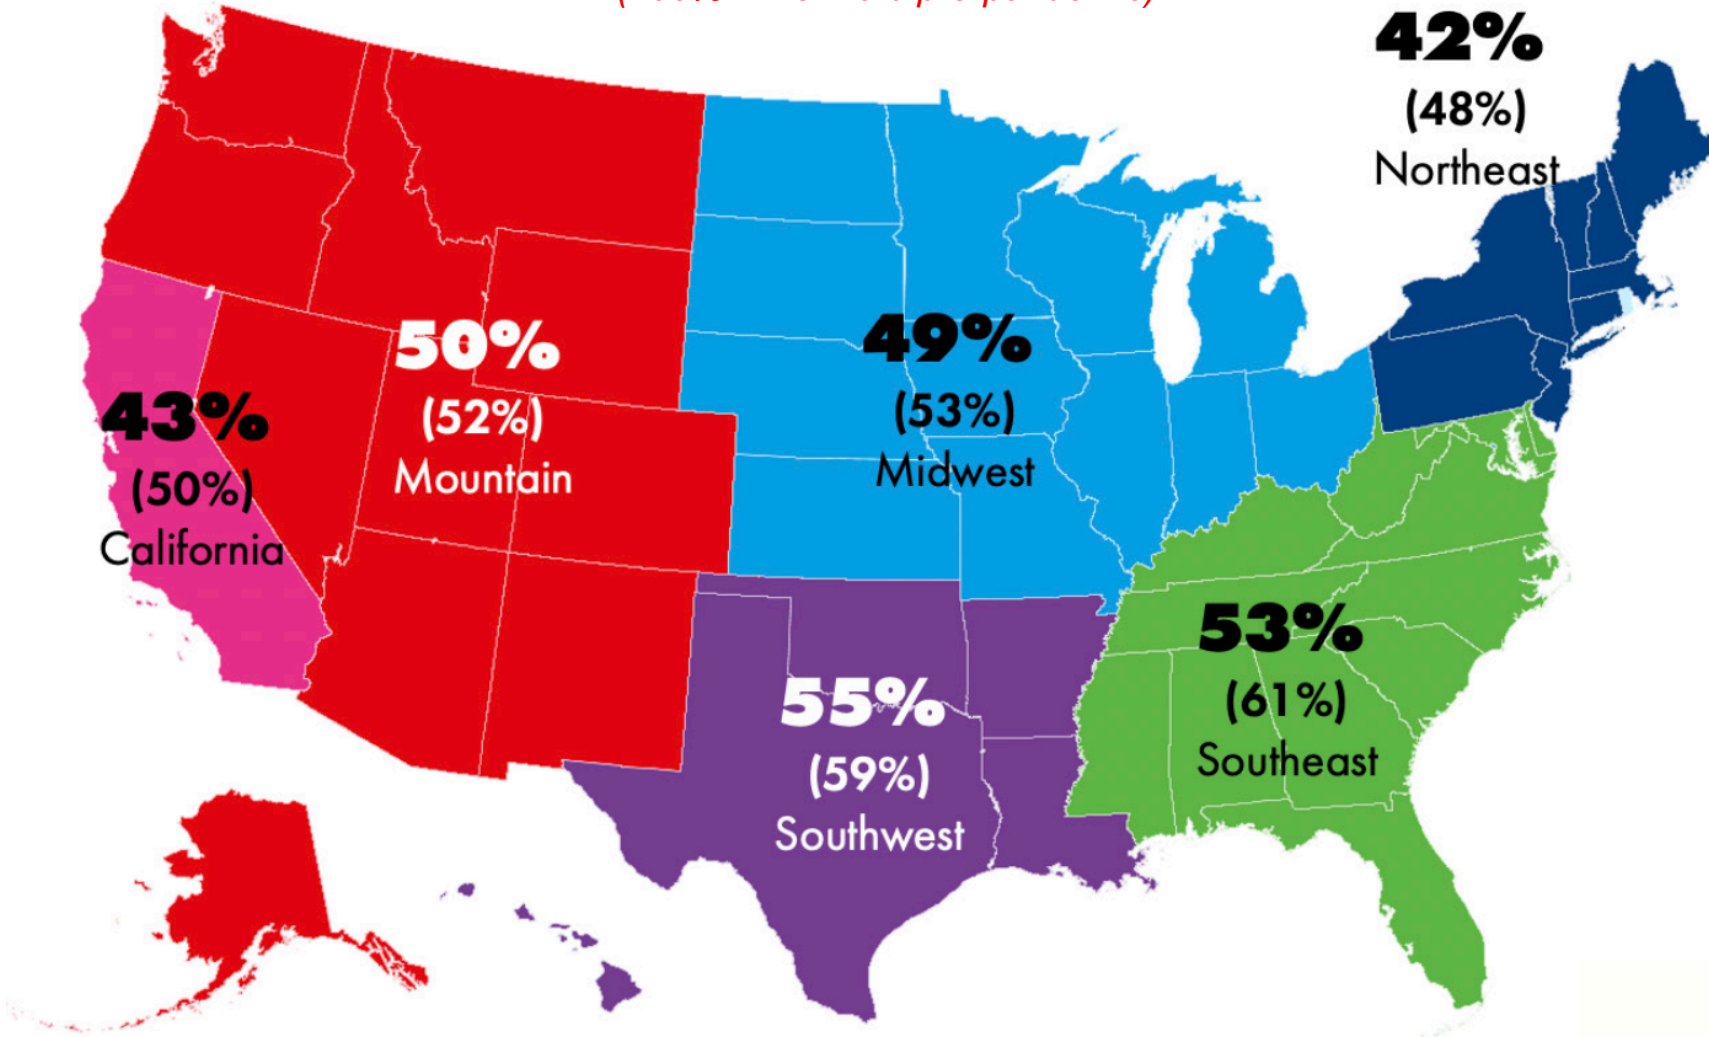 42%
(48%)
Northeast
50%
(52%)
Mountain
49%
(53%)
Midwest
43%
(50%)
California
53%
(61%)
Southeast
55%
(59%)
Southwest